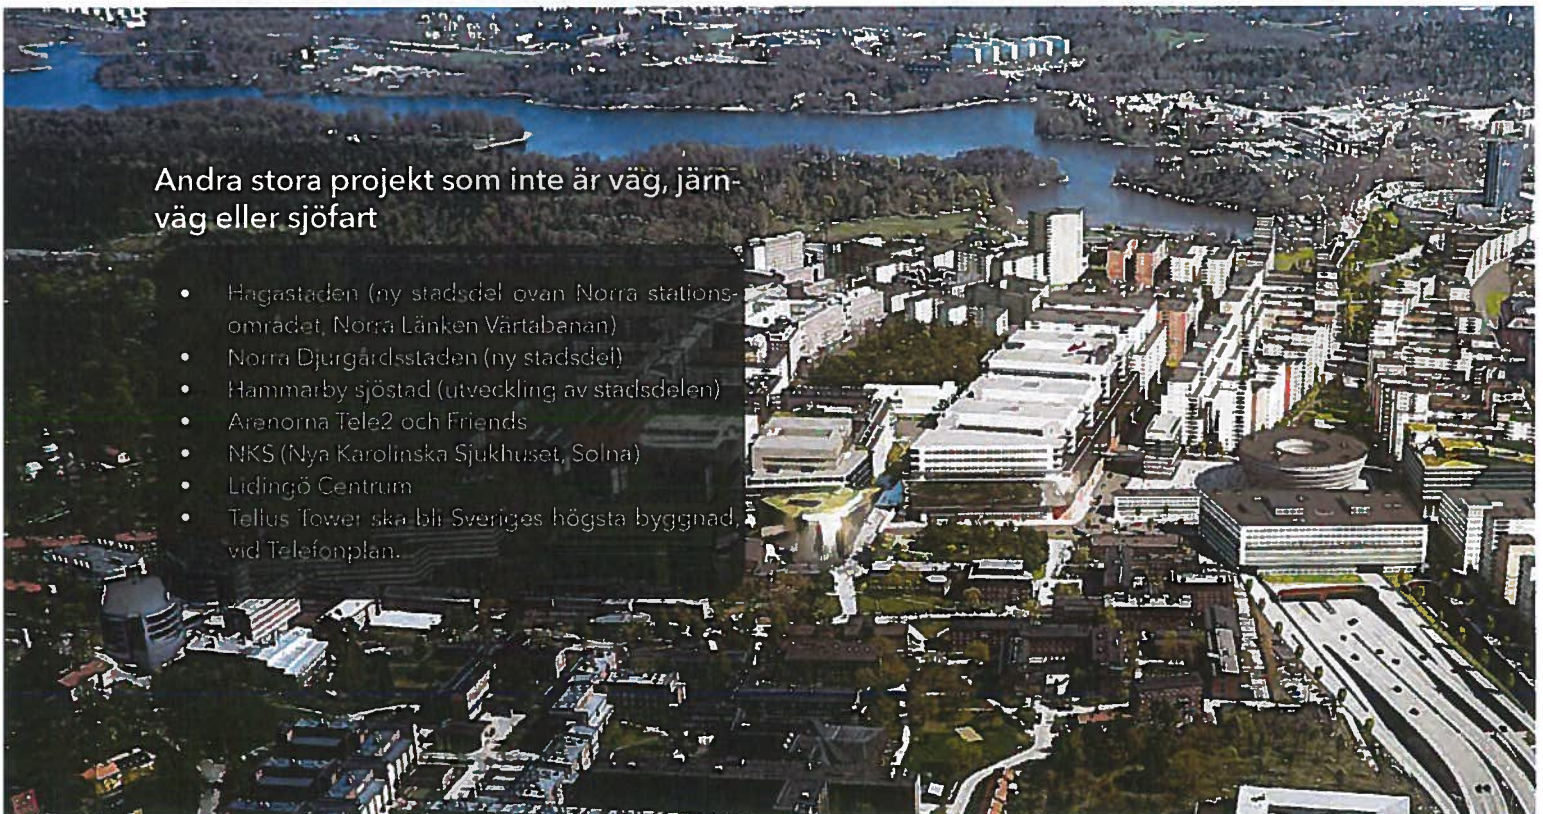 Andra stora projekt som inte är väg, järn-
väg eller sjöfart
• Hagastaden (ny stadsdel ovan Norra stations-
området, Norra Länken Värtabanan)
• Norra Djurgårdsstaden (ny stadsdel)
• Hammarby sjöstad (utveckling av stadsdelen)
• Arenorna Tele2 och Friends
• NKS (Nya Karolinska Sjukhuset, Solna)
• Lidingö Centrum
• Tellus Tower ska bli Sveriges högsta byggnad,
vid Telefonplan.